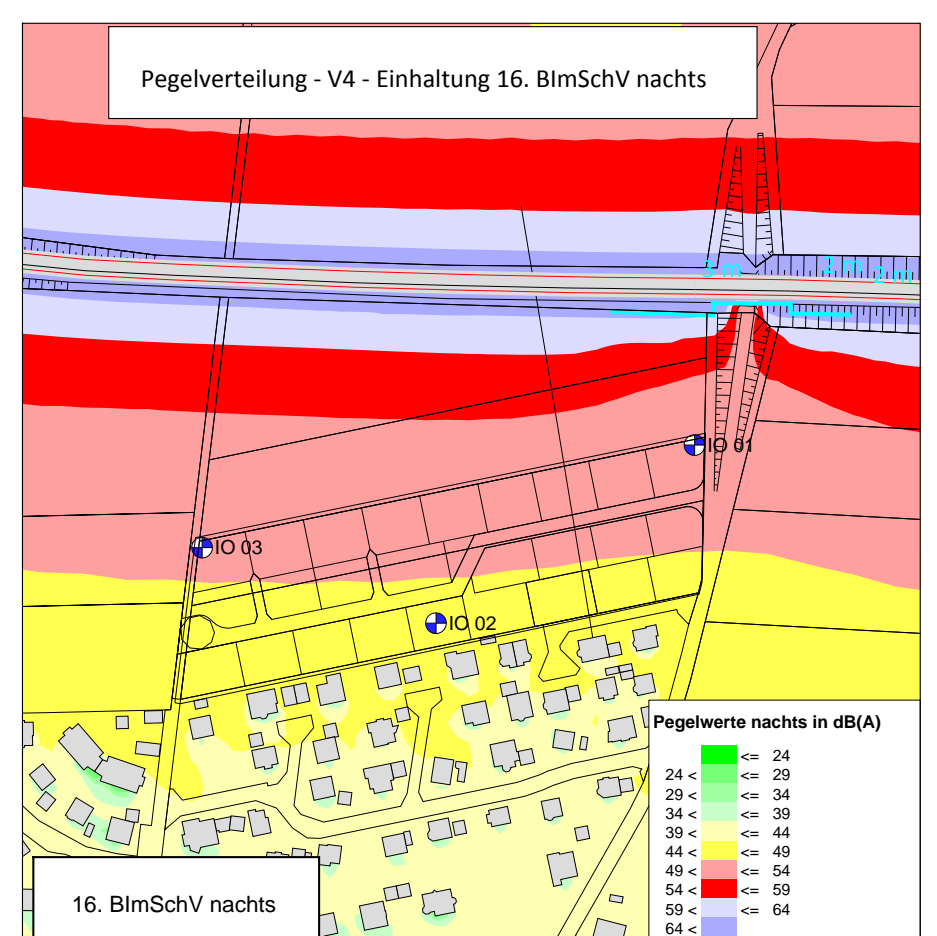 Pegelverteilung - V4 - Einhaltung 16. BImSchV nachts
3 m
2 m
2 m
IO 01
IO 03
IO 02
Pegelwerte nachts in dB(A)
<= 24
24 < <= 29
29 < <= 34
34 < <= 39
39 < <= 44
44 < <= 49
49 < <= 54
54 < <= 59
59 < <= 64
64 <
16. BImSchV nachts